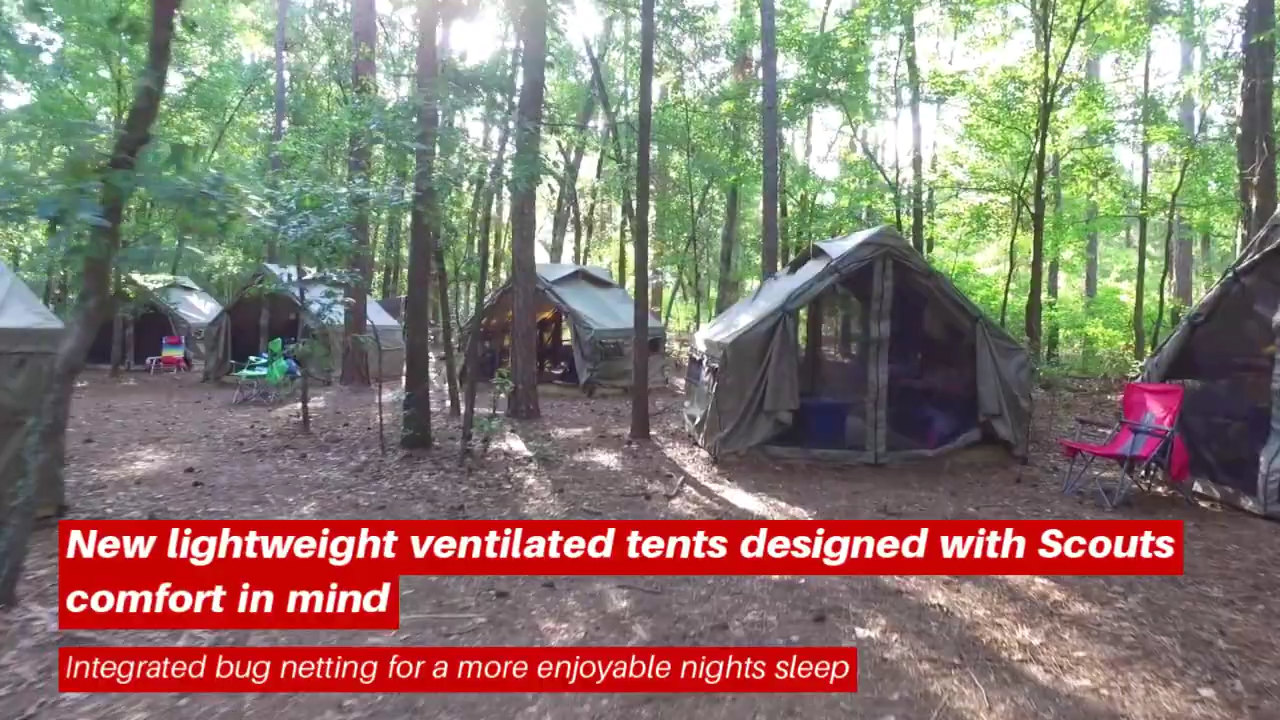 New lightweight ventilated tents designed with Scouts
comfort in mind
Integrated bug netting for a more enjoyable nights sleep